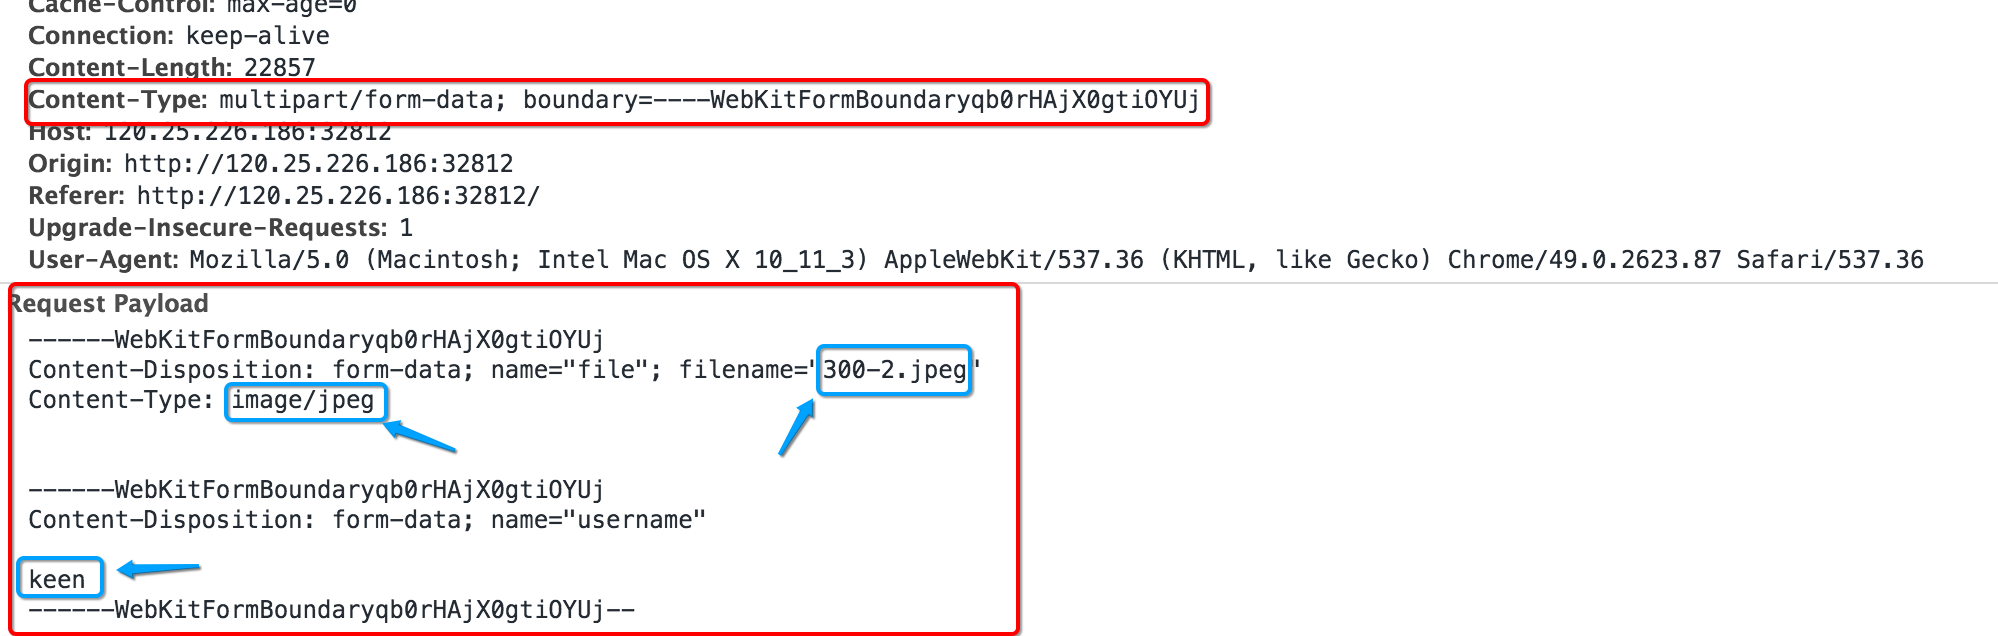 Cache-Control: max-age=0
Connection: keep-alive
Content-Length: 22857
Content-Type: multipart/form-data; boundary=----WebKitFormBoundaryqb0rHAjX0gtiOYUj
Host: 120.25.226.186:32812
Origin: http://120.25.226.186:32812
Referer: http://120.25.226.186:32812/
Upgrade-Insecure-Requests: 1
User-Agent: Mozilla/5.0 (Macintosh; Intel Mac OS X 10_11_3) AppleWebKit/537.36 (KHTML, like Gecko) Chrome/49.0.2623.87 Safari/537.36
Request Payload
------WebKitFormBoundaryqb0rHAjX0gtiOYUj
Content-Disposition: form-data; name="file"; filename="300-2.jpeg"
Content-Type: image/jpeg
------WebKitFormBoundaryqb0rHAjX0gtiOYUj
Content-Disposition: form-data; name="username"
keen
------WebKitFormBoundaryqb0rHAjX0gtiOYUj--